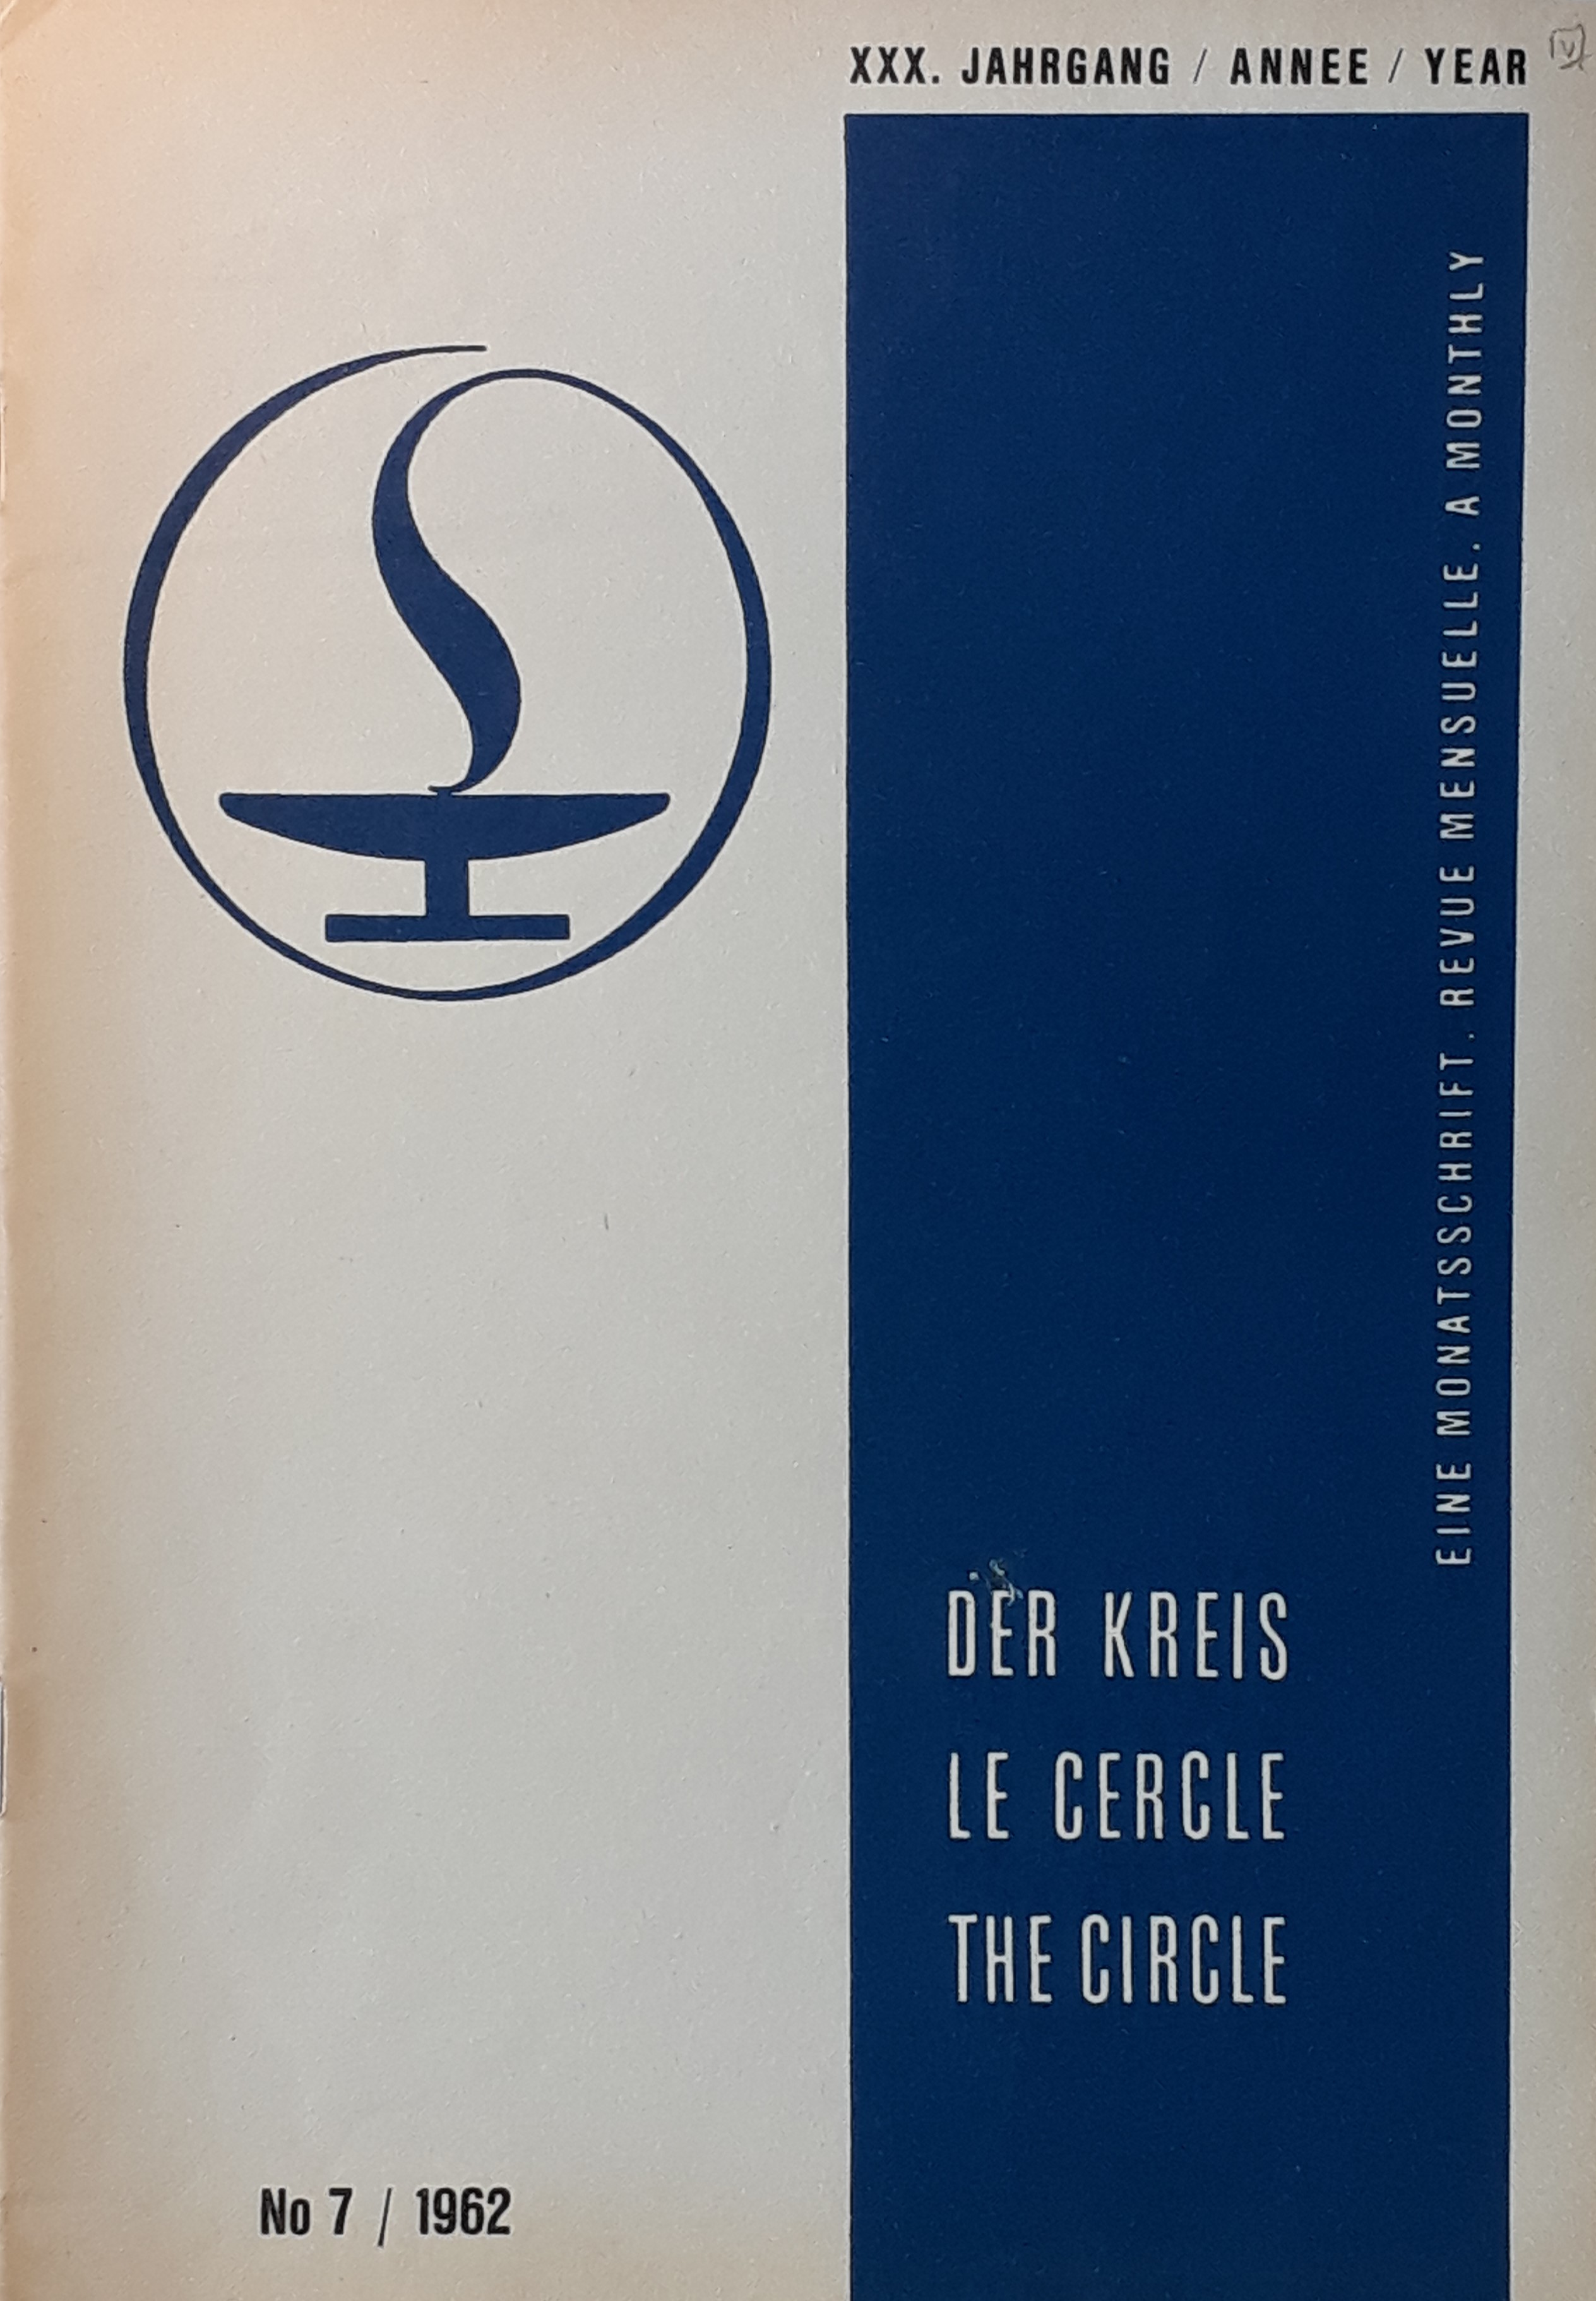 XXX. JAHRGANG / ANNEE / YEAR
EINE MONATSSCHRIFT. REVUE MENSUELLE. A MONTHLY
DER KREIS
LE CERCLE
THE CIRCLE
No 7 / 1962